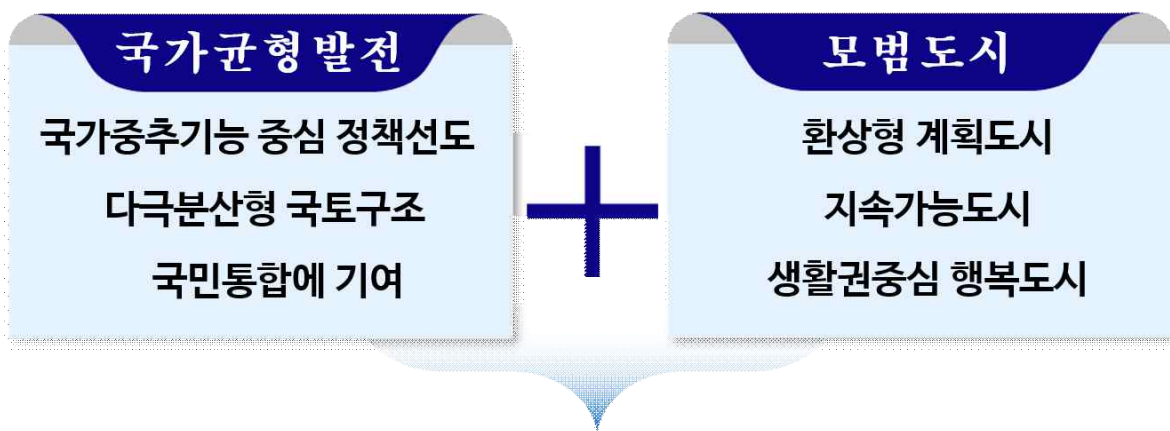 국가균형발전
국가중추기능 중심 정책선도
다극분산형 국토구조
국민통합에 기여
모범도시
환상형 계획도시
지속가능도시
생활권중심 행복도시